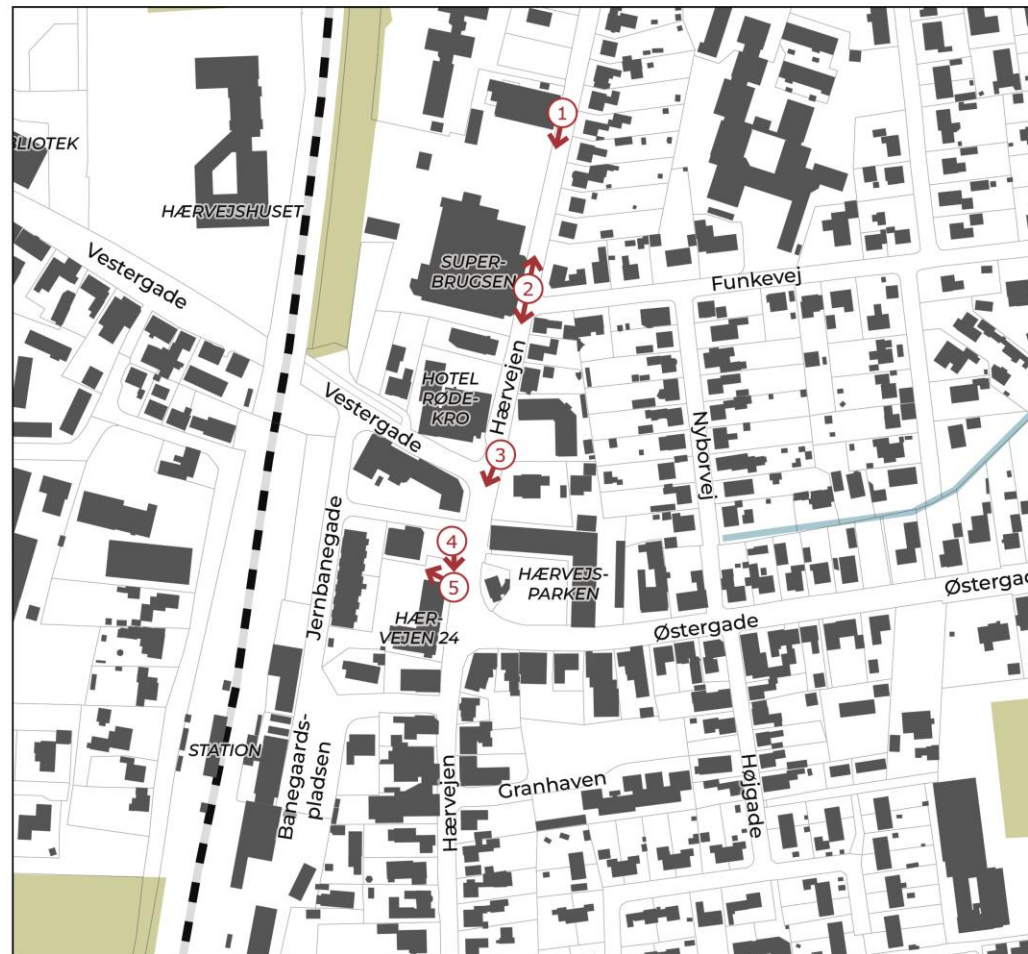 1
BLIOTEK
HÆRVEJSHUSET
Vestergade
SUPER-
BRUGSEN
2
Funkevej
Hærvejen
HOTEL
RØDE-
KRO
Vestergade
Nyborvej
3
4
5
Jernbanegade
HÆRVEJS-
PARKEN
HÆR-
VEJEN 24
Østergade
Østergad
STATION
Banegaards-
pladsen
Hærvejen
Granhaven
Højgade